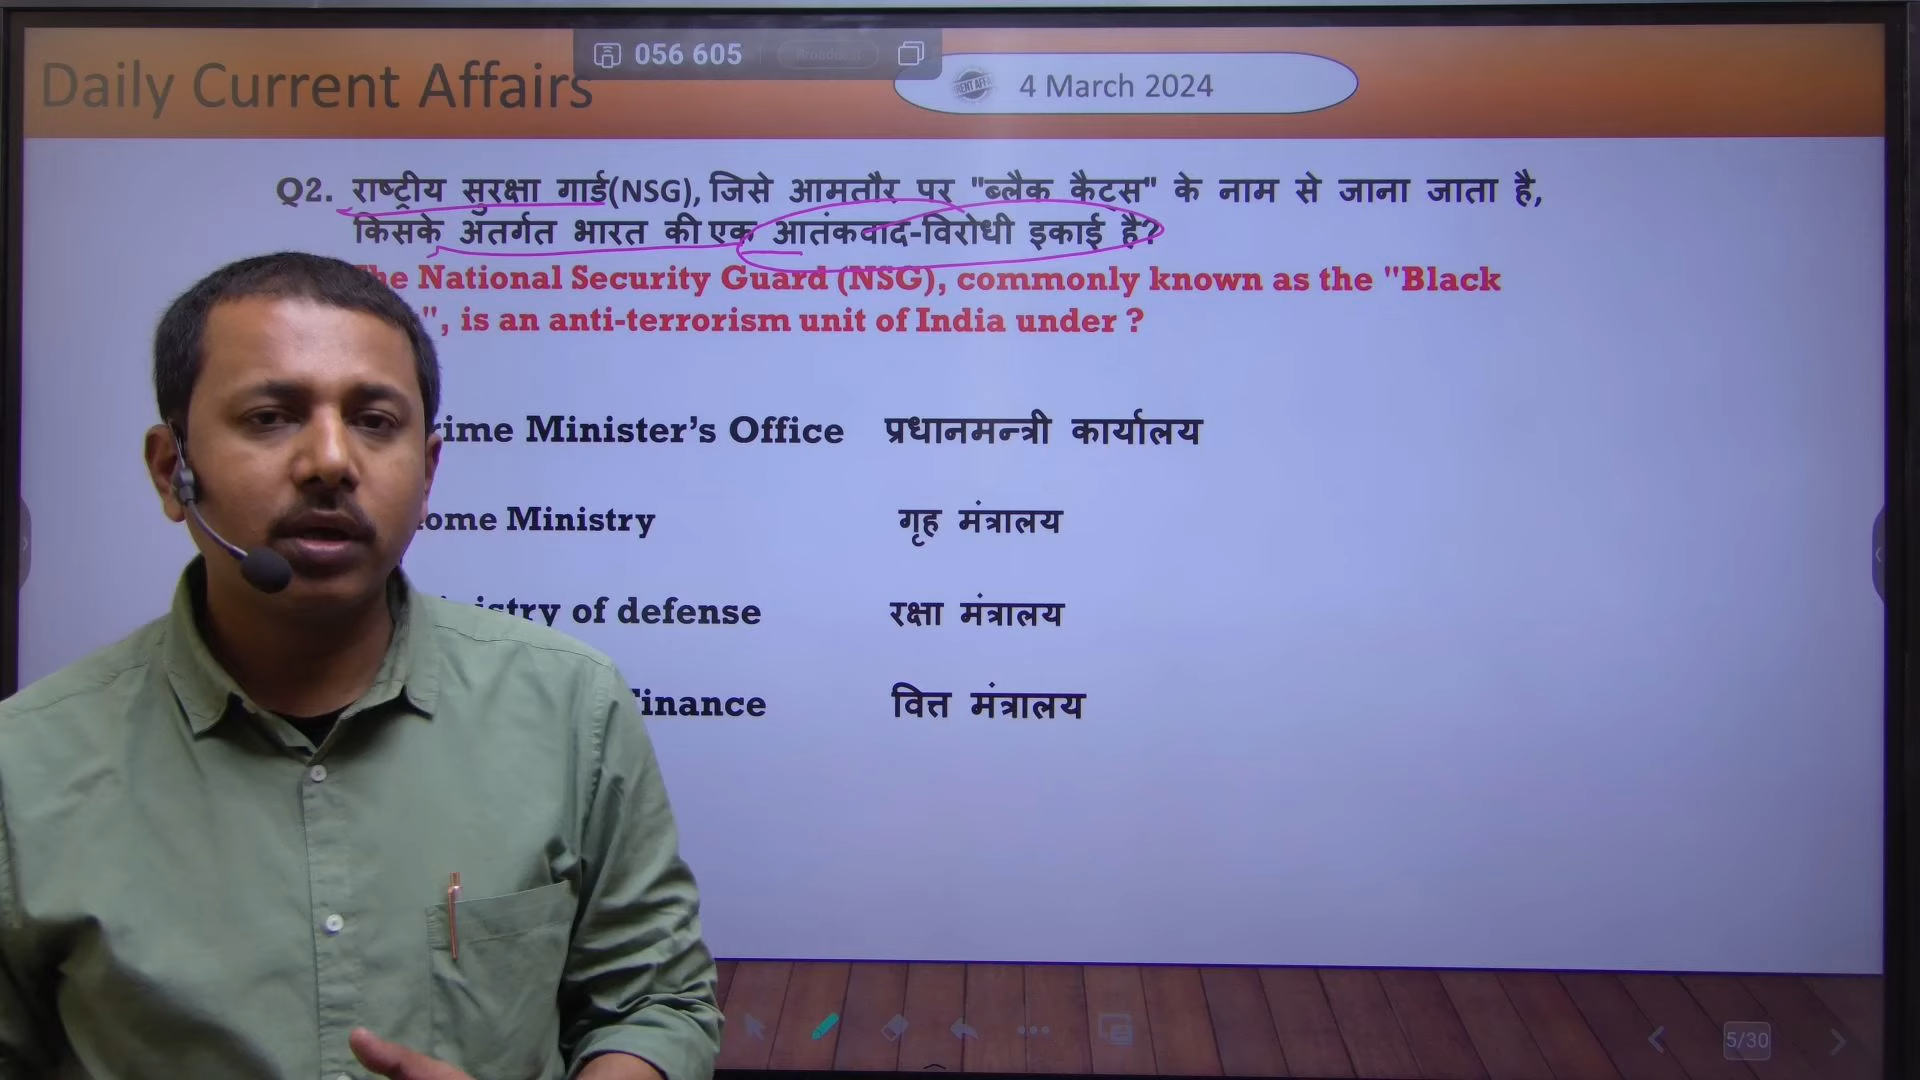 Daily Current Affairs
056 605
Broadcast
4 March 2024
Q2. राष्ट्रीय सुरक्षा गार्ड(NSG), जिसे आमतौर पर "ब्लैक कैट्स" के नाम से जाना जाता है,
किसके अंतर्गत भारत की एक आतंकवाद-विरोधी इकाई है?
The National Security Guard (NSG), commonly known as the "Black
", is an anti-terrorism unit of India under ?
rime Minister’s Office प्रधानमन्त्री कार्यालय
ome Ministry गृह मंत्रालय
istry of defense रक्षा मंत्रालय
inance वित्त मंत्रालय
5/30